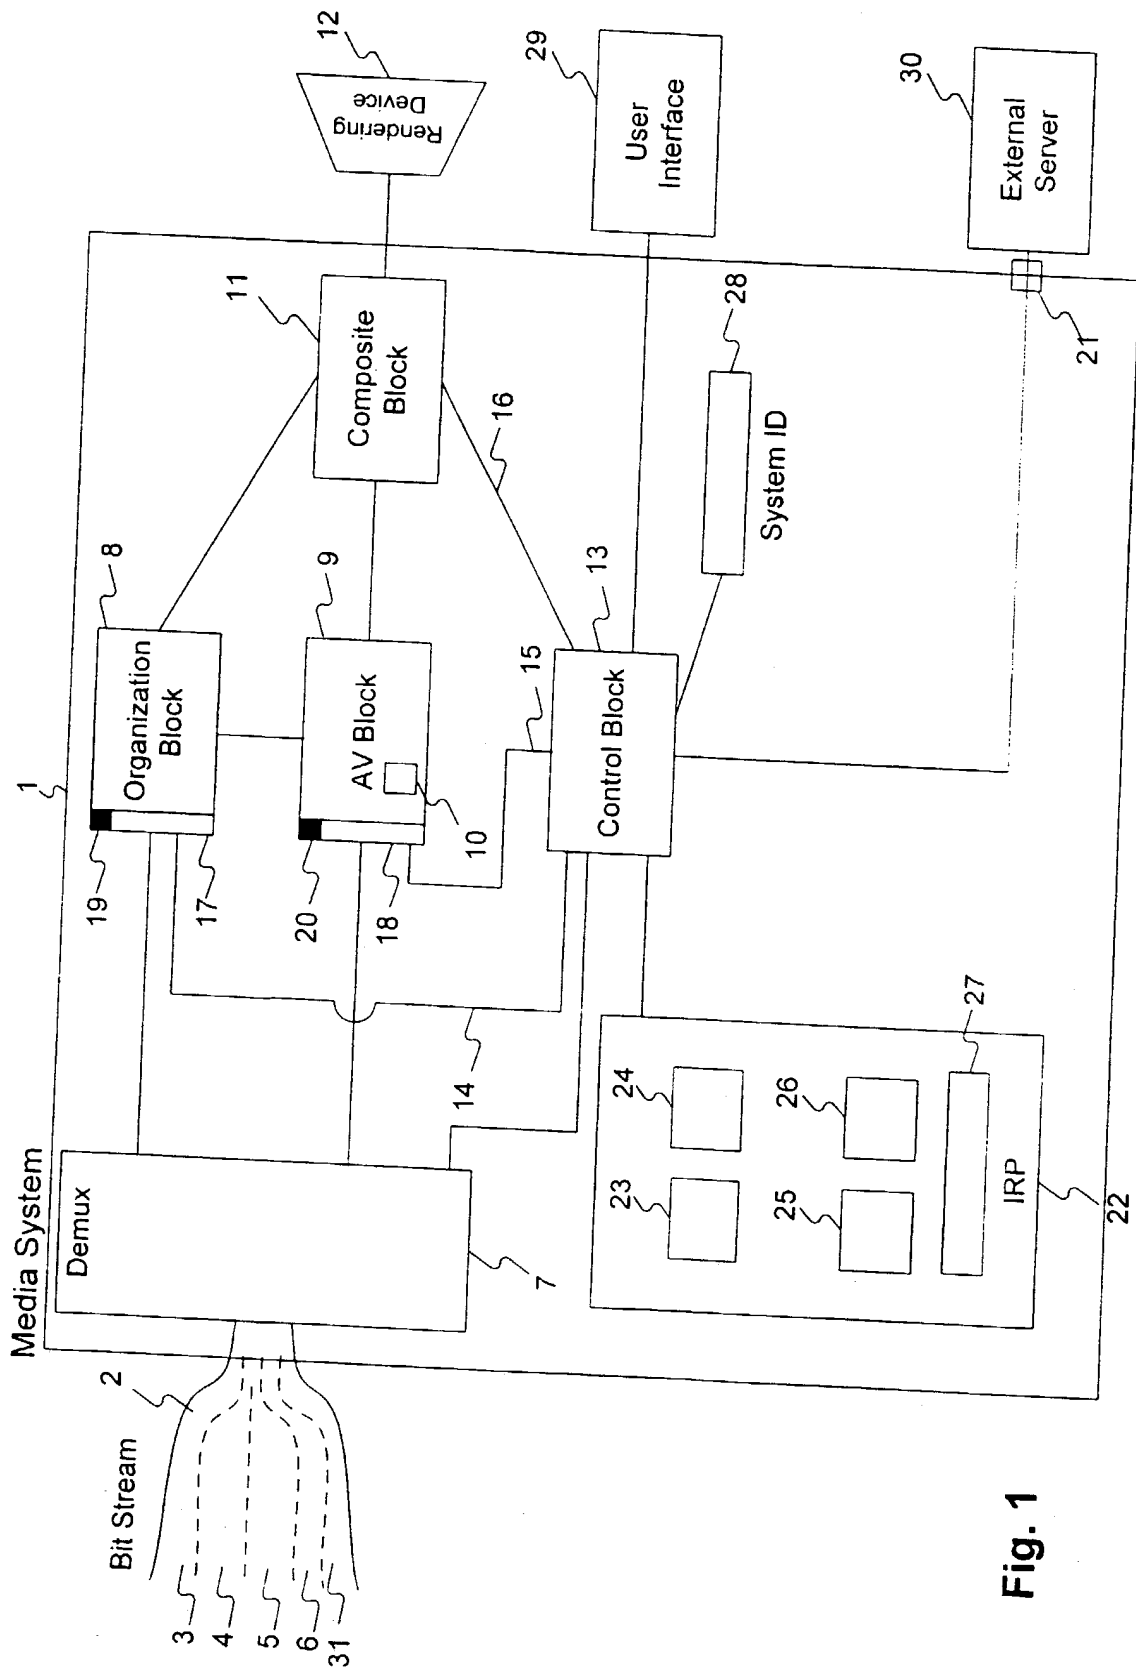 Media System
1
Bit Stream
2
3
4
5
6
31
Demux
7
19
17
Organization
Block
8
20
18
AV Block
9
10
11
Composite
Block
12
Rendering
Device
14
15
16
Control Block
13
User
Interface
29
System ID
28
External
Server
30
21
23
24
25
26
27
IRP
22
Fig. 1